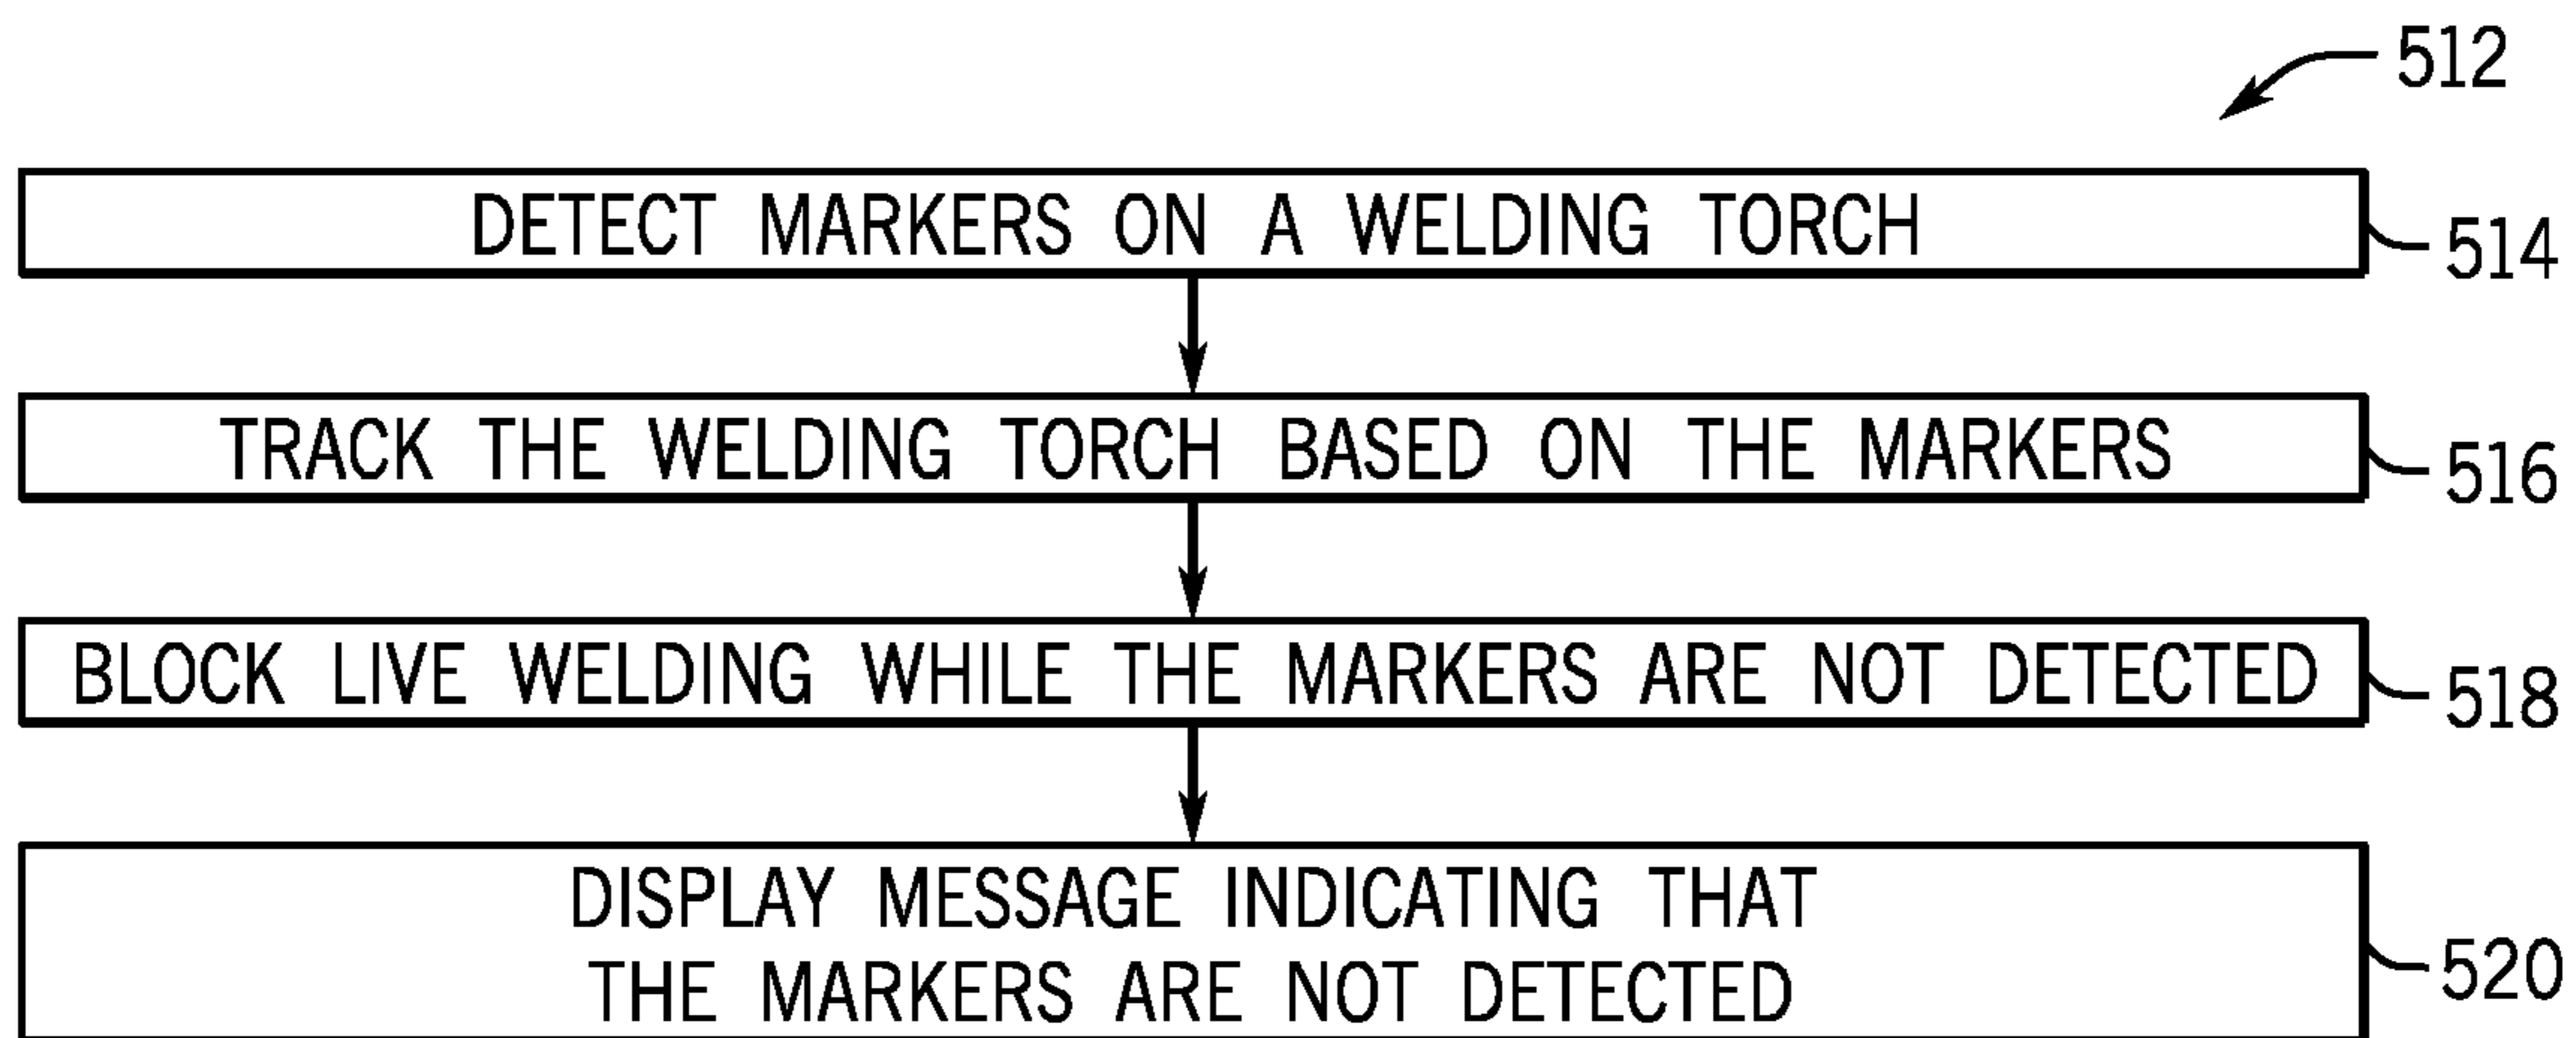 512
DETECT MARKERS ON A WELDING TORCH
514
TRACK THE WELDING TORCH BASED ON THE MARKERS
516
BLOCK LIVE WELDING WHILE THE MARKERS ARE NOT DETECTED
518
DISPLAY MESSAGE INDICATING THAT
THE MARKERS ARE NOT DETECTED
520